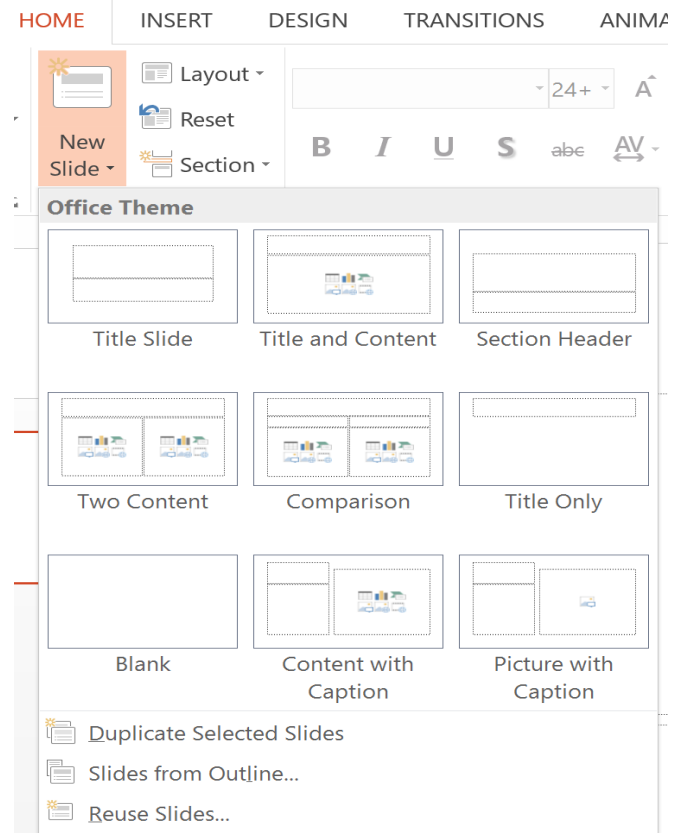 HOME INSERT DESIGN TRANSITIONS ANIMA
Layout
Reset
Section
New
Slide
24+ A
B I U S abc AV
Office Theme
Title Slide Title and Content Section Header
Two Content Comparison Title Only
Blank Content with Caption Picture with Caption
Duplicate Selected Slides
Slides from Outline...
Reuse Slides...